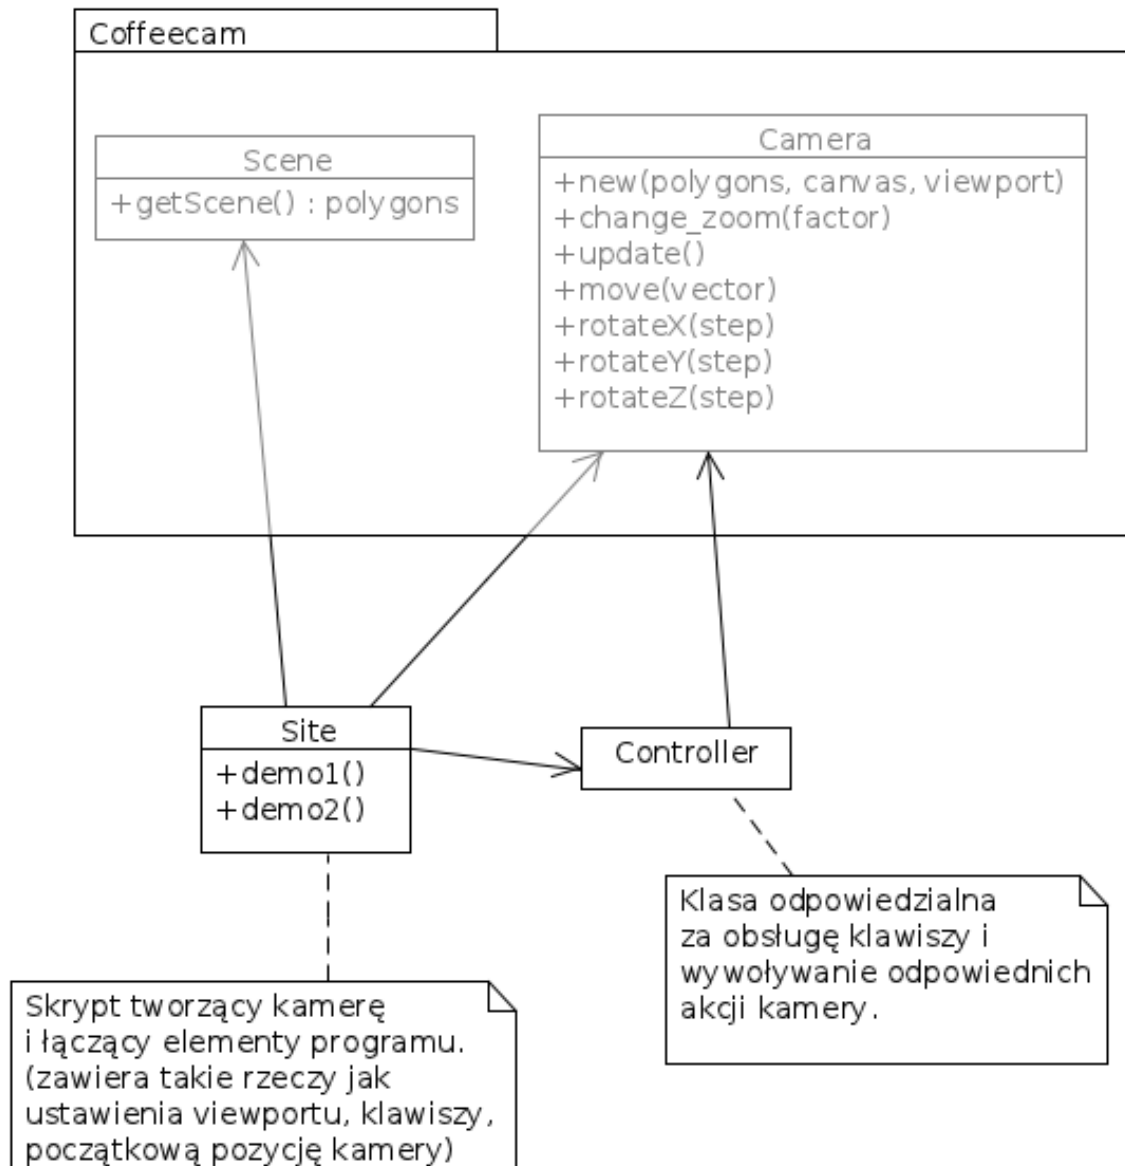 Coffeecam
Scene
+getScene() : polygons
Camera
+new(polygons, canvas, viewport)
+change_zoom(factor)
+update()
+move(vector)
+rotateX(step)
+rotateY(step)
+rotateZ(step)
Site
+demo1()
+demo2()
Controller
Klasa odpowiedzialna
za obsługę klawiszy i
wywoływanie odpowiednich
akcji kamery.
Skrypt tworzący kamerę
i łączący elementy programu.
(zawiera takie rzeczy jak
ustawienia viewportu, klawiszy,
początkową pozycję kamery)